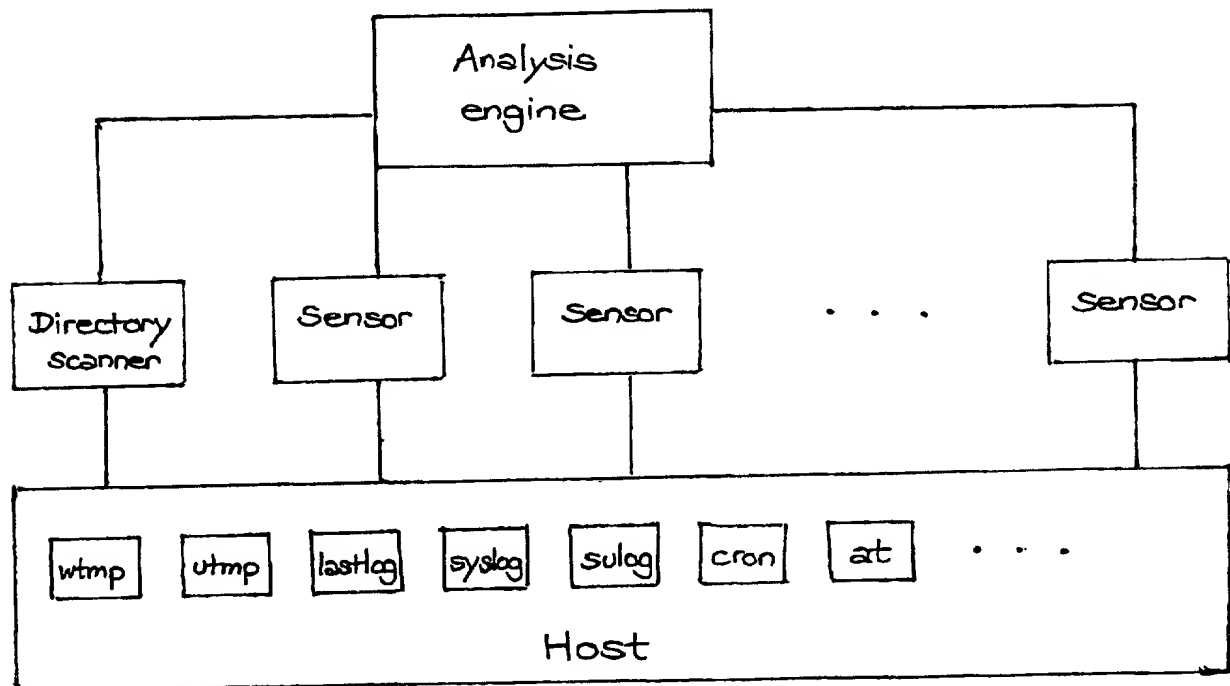 Analysis
engine
Directory
scanner
Sensor
Sensor
. . .
Sensor
wtmp
utmp
lastlog
syslog
sulog
cron
at
. . .
Host